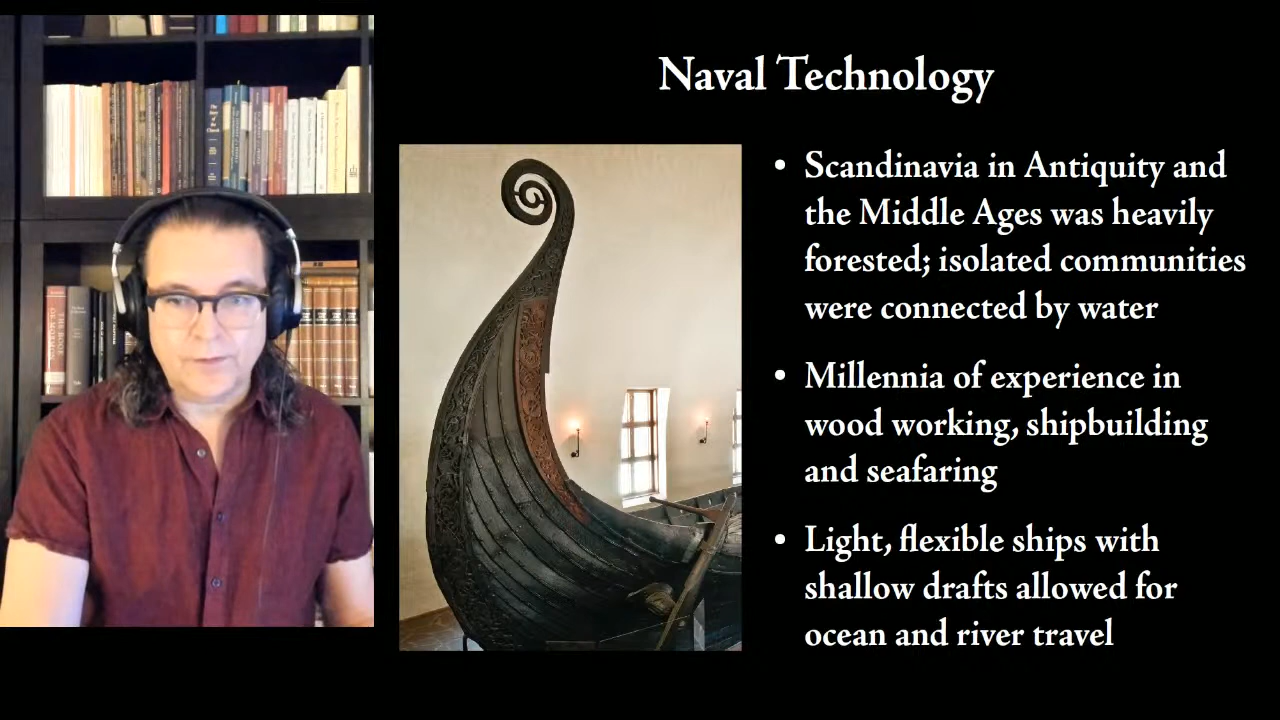 Naval Technology
• Scandinavia in Antiquity and
the Middle Ages was heavily
forested; isolated communities
were connected by water
• Millennia of experience in
wood working, shipbuilding
and seafaring
• Light, flexible ships with
shallow drafts allowed for
ocean and river travel